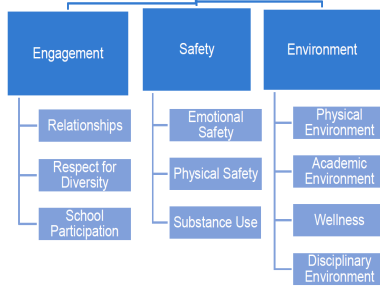 Engagement
Relationships
Respect for
Diversity
School
Participation
Safety
Emotional
Safety
Physical Safety
Substance Use
Environment
Physical
Environment
Academic
Environment
Wellness
Disciplinary
Environment